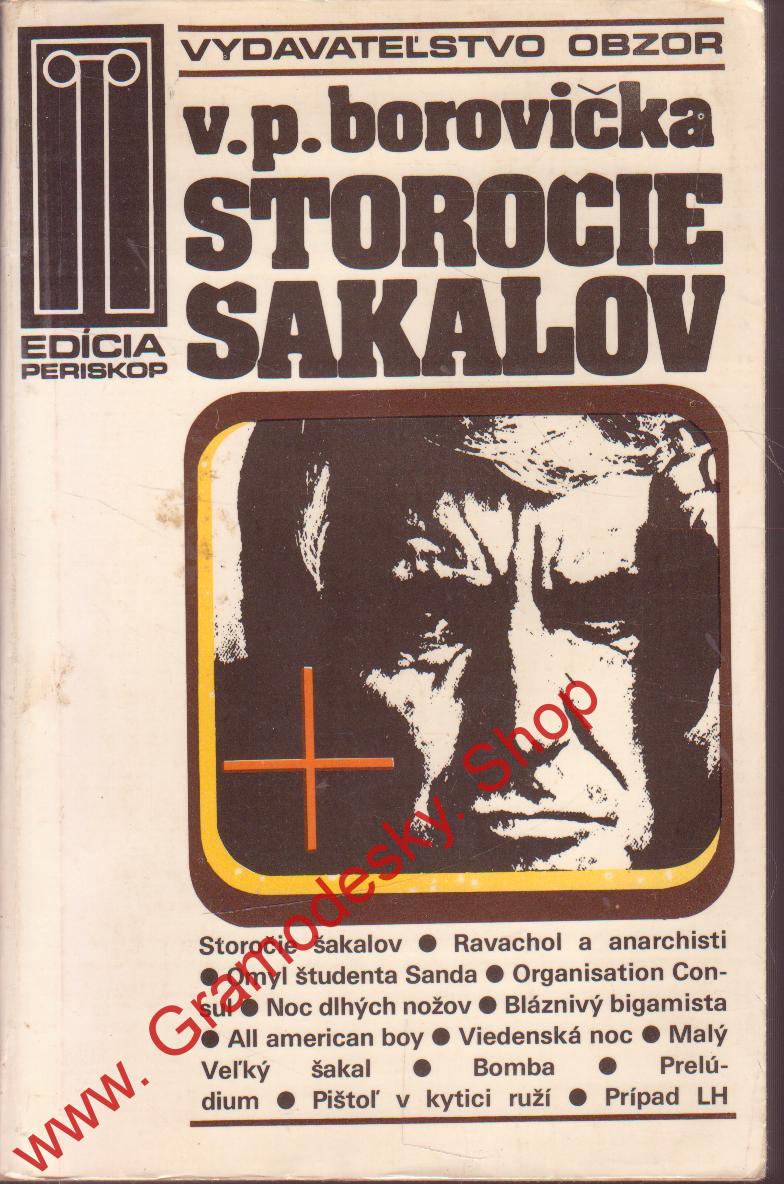 VYDAVATEĽSTVO OBZOR
v.p.borovička
STOROČIE
ŠAKALOV
EDÍCIA
PERISKOP
Storočie šakalov ● Ravachol a anarchisti
● Omyl študenta Sanda ● Organisation Con-
sul ● Noc dlhých nožov ● Bláznivý bigamista
● All american boy ● Viedenská noc ● Malý
Veľký šakal ● Bomba ● Prelú-
dium ● Pištoľ v kytici ruží ● Prípad LH
www. Gramodesky. Shop